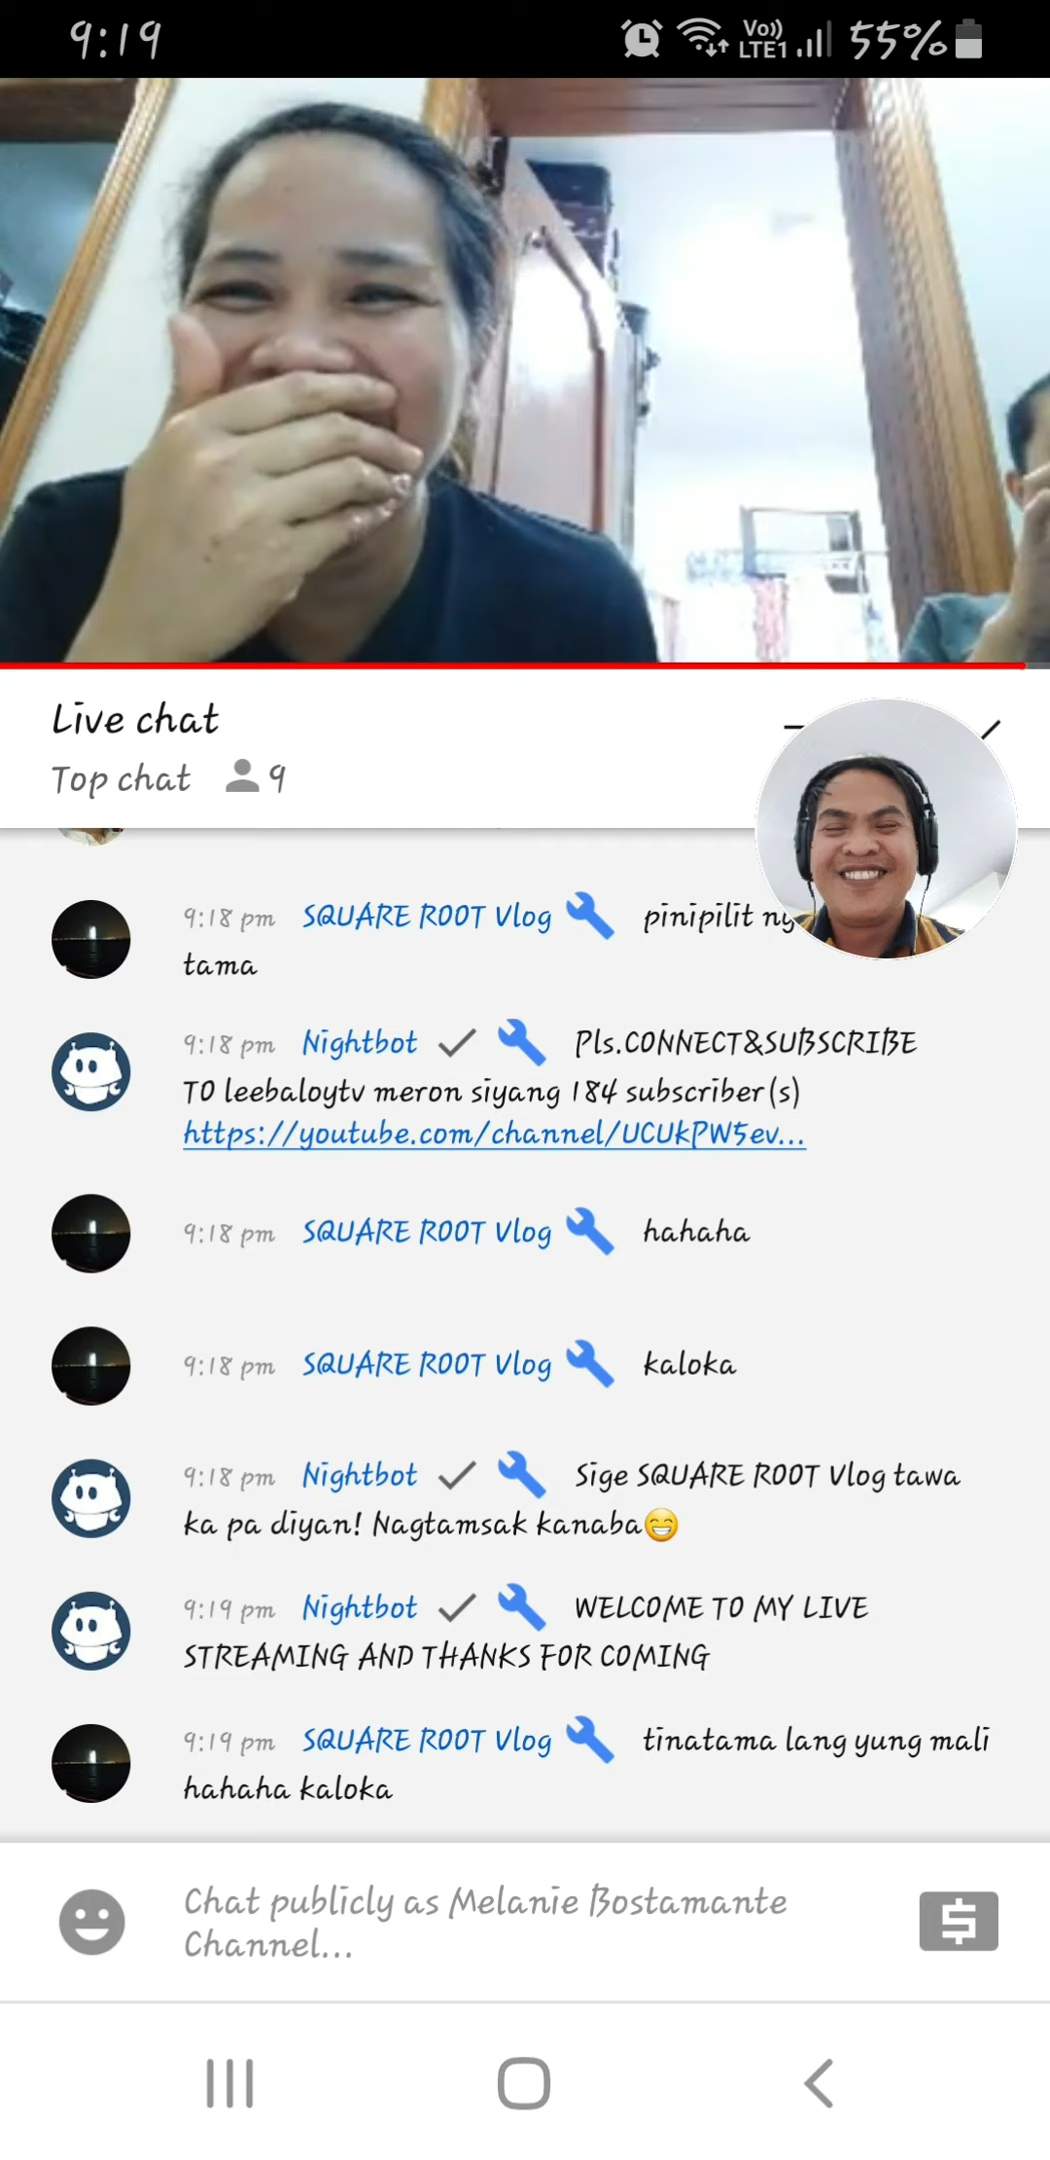 9:19 Vo)) LTE1 55%
Live chat
Top chat 9
9:18 pm SQUARE ROOT Vlog pinipilit
tama
9:18 pm Nightbot Pls.CONNECT&SUBSCRIBE
TO leebaloytv meron siyang 184 subscriber(s)
https://youtube.com/channel/UCUkPW5ev...
9:18 pm SQUARE ROOT Vlog hahaha
9:18 pm SQUARE ROOT Vlog kaloka
9:18 pm Nightbot Sige SQUARE ROOT Vlog tawa
ka pa diyan! Nagtamsak kanaba😁
9:19 pm Nightbot WELCOME TO MY LIVE
STREAMING AND THANKS FOR COMING
9:19 pm SQUARE ROOT Vlog tinatama lang yung mali
hahaha kaloka
Chat publicly as Melanie Bostamante
Channel...